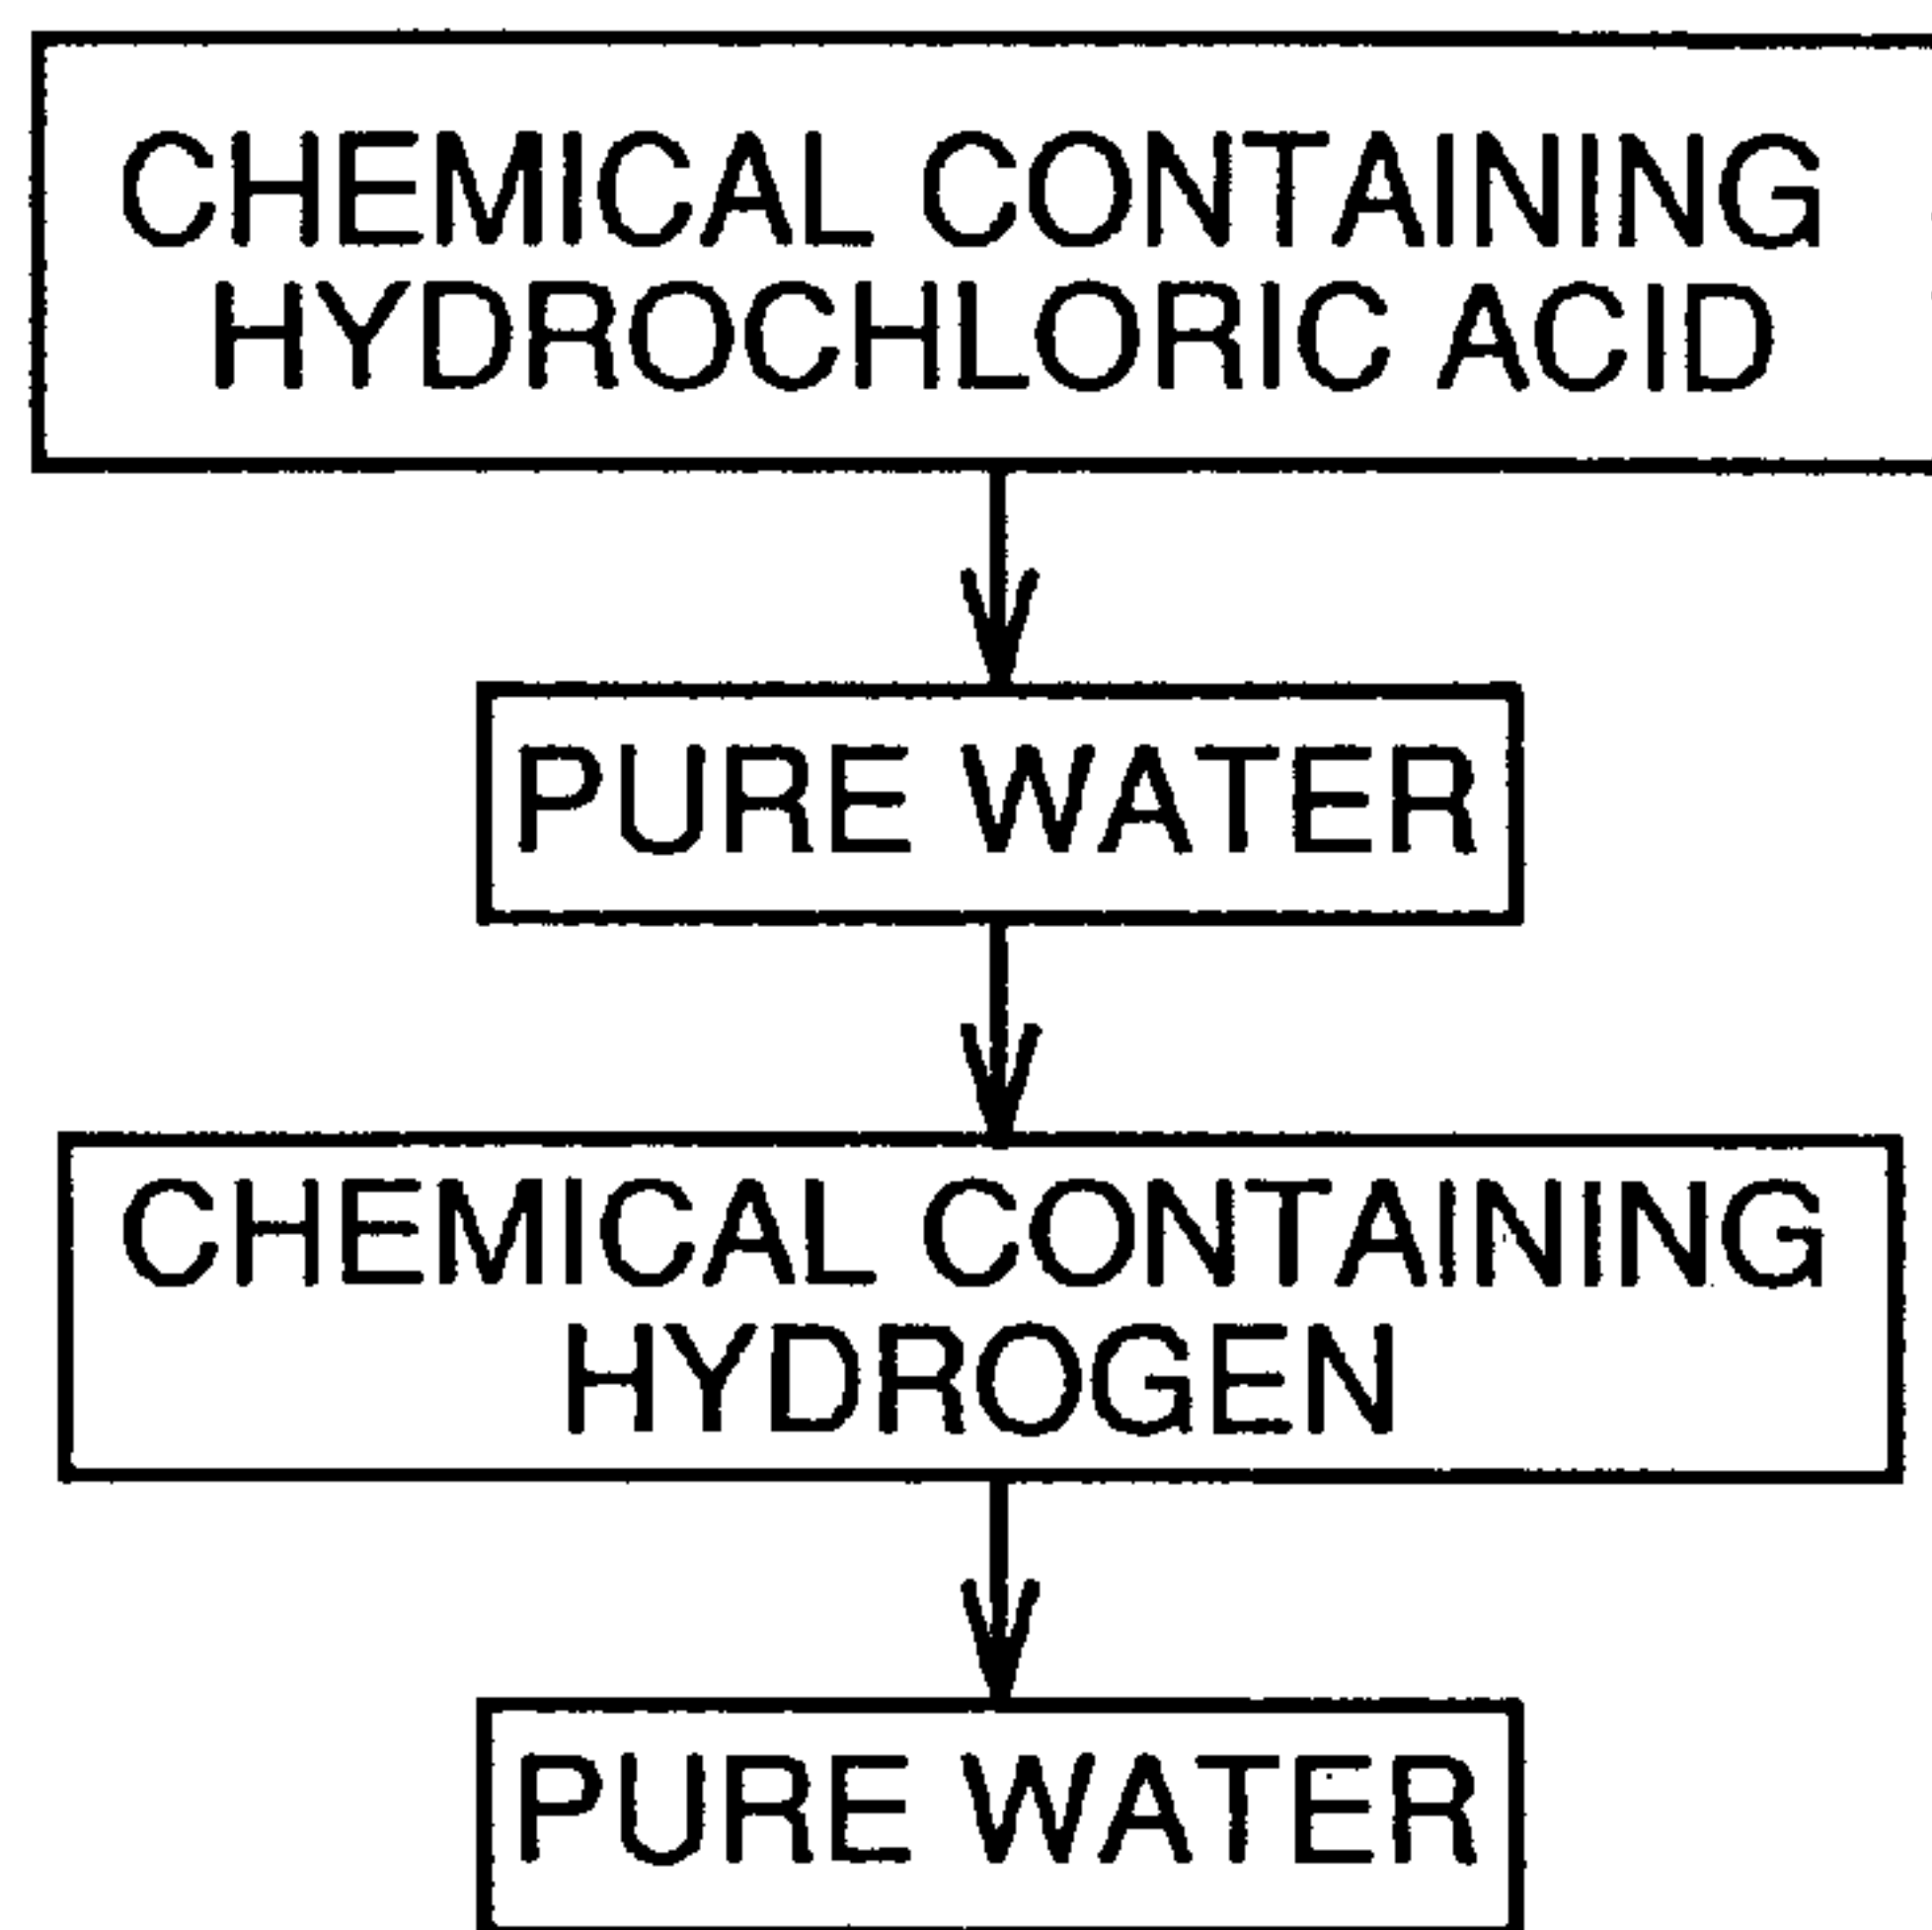 CHEMICAL CONTAINING
HYDROCHLORIC ACID
PURE WATER
CHEMICAL CONTAINING
HYDROGEN
PURE WATER